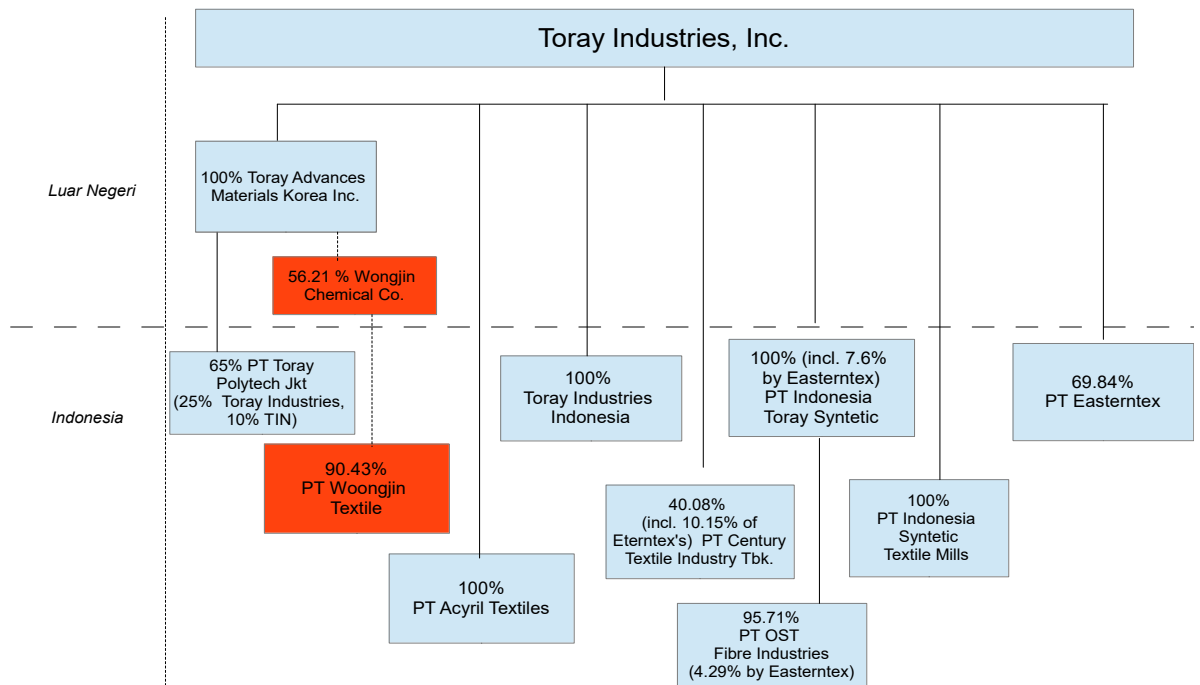 Toray Industries, Inc.
Luar Negeri
100% Toray Advances
Materials Korea Inc.
56.21 % Wongjin
Chemical Co.
Indonesia
65% PT Toray
Polytech Jkt
(25% Toray Industries,
10% TIN)
90.43%
PT Woongjin
Textile
100%
PT Acyril Textiles
100%
Toray Industries
Indonesia
40.08%
(incl. 10.15% of
Eterntex's) PT Century
Textile Industry Tbk.
100% (incl. 7.6%
by Easterntex)
PT Indonesia
Toray Syntetic
95.71%
PT OST
Fibre Industries
(4.29% by Easterntex)
100%
PT Indonesia
Syntetic
Textile Mills
69.84%
PT Easterntex